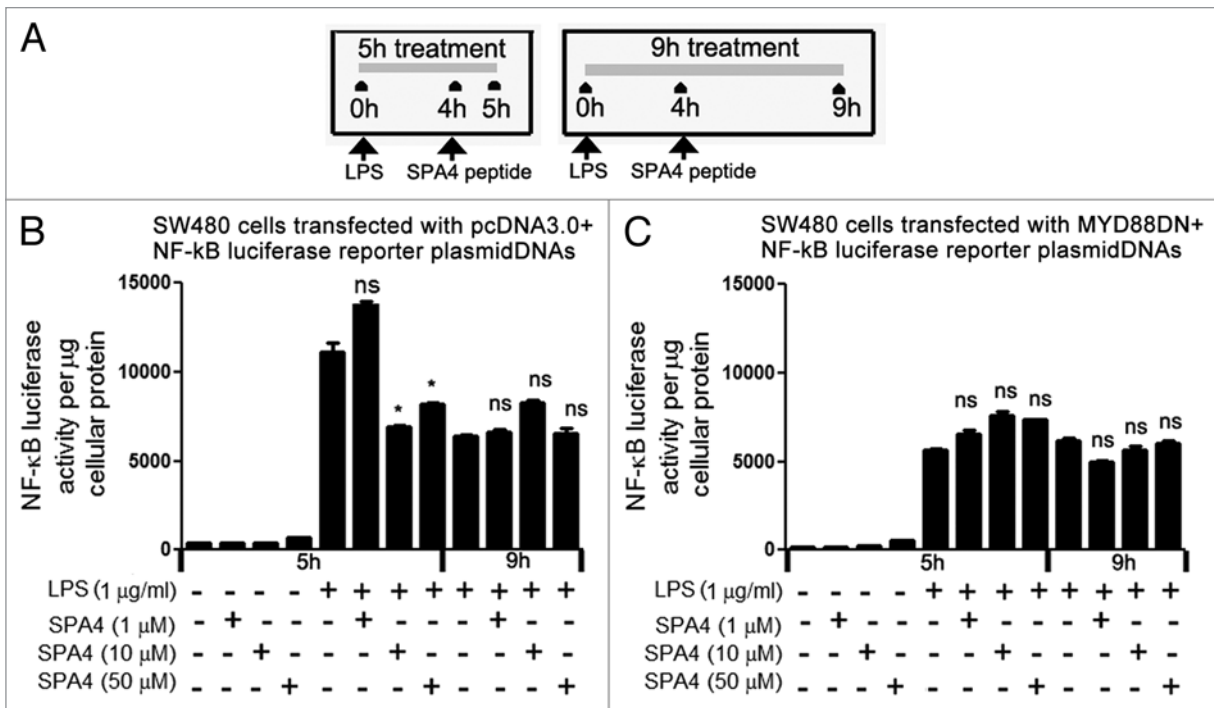 A
5h treatment
0h 4h 5h
LPS SPA4 peptide
9h treatment
0h 4h 9h
LPS SPA4 peptide
B
SW480 cells transfected with pcDNA3.0+
NF-kB luciferase reporter plasmidDNAs
NF-κB luciferase
activity per µg
cellular protein
15000
10000
5000
0
ns
* *
ns ns ns
5h 9h
LPS (1 µg/ml) - - - - + + + + + + + +
SPA4 (1 µM) - + - - - + - - - + - -
SPA4 (10 µM) - - + - - - + - - - + -
SPA4 (50 µM) - - - + - - - + - - - +
C
SW480 cells transfected with MYD88DN+
NF-kB luciferase reporter plasmidDNAs
NF-κB luciferase
activity per µg
cellular protein
15000
10000
5000
0
ns ns ns
ns ns ns
5h 9h
LPS (1 µg/ml) - - - - + + + + + + + +
SPA4 (1 µM) - + - - - + - - - + - -
SPA4 (10 µM) - - + - - - + - - - + -
SPA4 (50 µM) - - - + - - - + - - - +